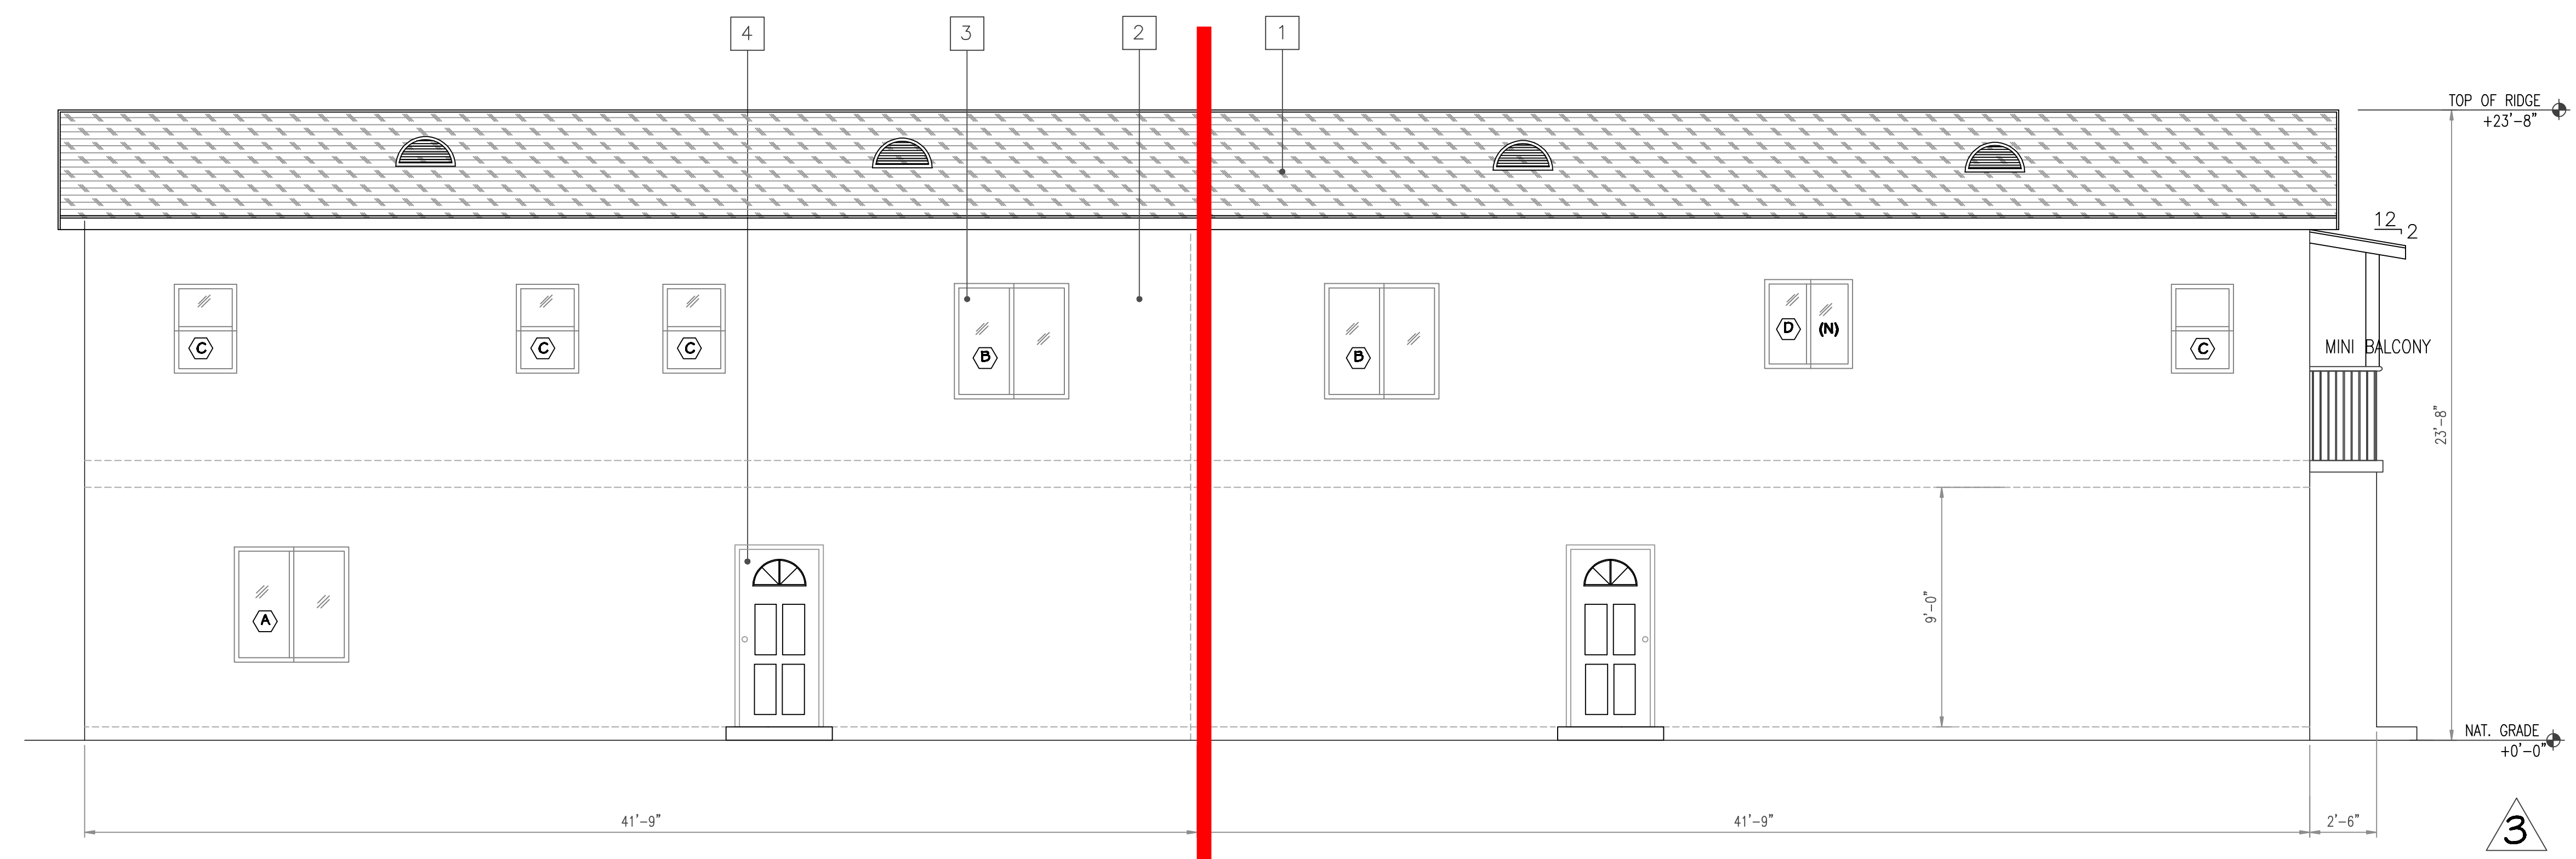 4
3
2
1
TOP OF RIDGE
+23'-8"
12
2
C
C
C
B
B
D
(N)
C
MINI BALCONY
23'-8"
9'-0"
A
NAT. GRADE
+0'-0"
41'-9"
41'-9"
2'-6"
3